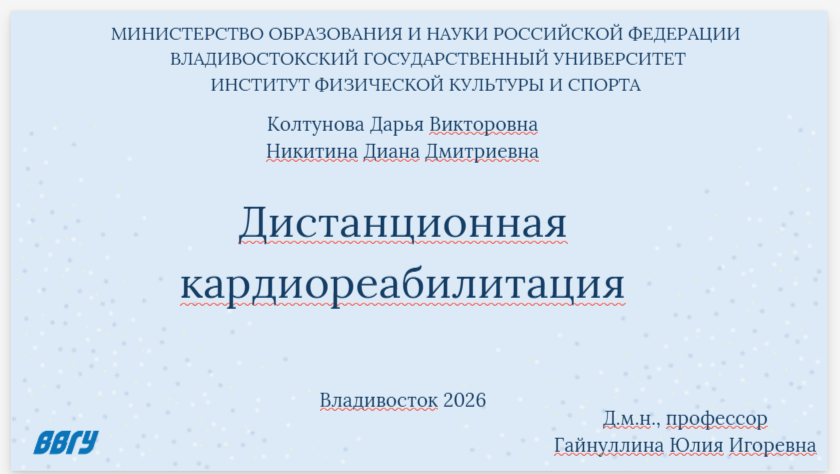 МИНИСТЕРСТВО ОБРАЗОВАНИЯ И НАУКИ РОССИЙСКОЙ ФЕДЕРАЦИИ
ВЛАДИВОСТОКСКИЙ ГОСУДАРСТВЕННЫЙ УНИВЕРСИТЕТ
ИНСТИТУТ ФИЗИЧЕСКОЙ КУЛЬТУРЫ И СПОРТА
Колтунова Дарья Викторовна
Никитина Диана Дмитриевна
Дистанционная
кардиореабилитация
Владивосток 2026
Д.м.н., профессор
Гайнуллина Юлия Игоревна
ВВГУ